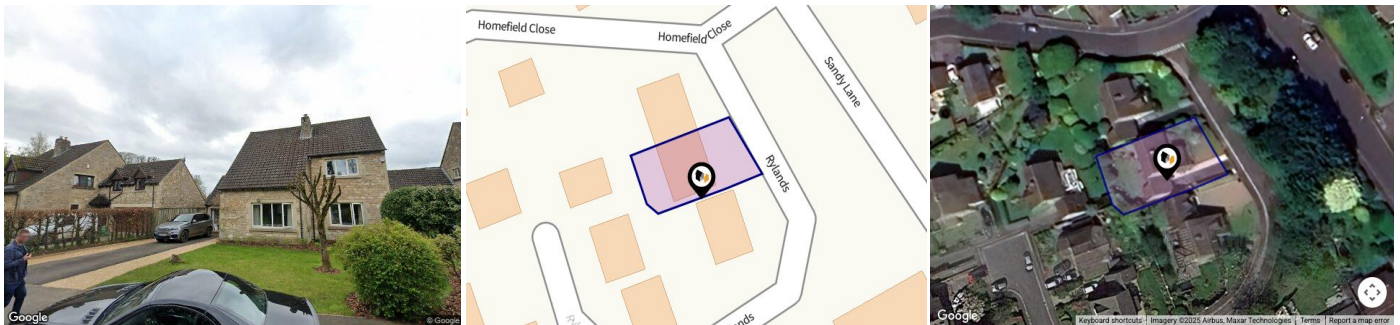 Google
© Google
Homefield Close
Homefield Close
Sandy Lane
Rylands
Google
Keyboard shortcuts
Imagery ©2025 Airbus, Maxar Technologies
Terms
Report a map error